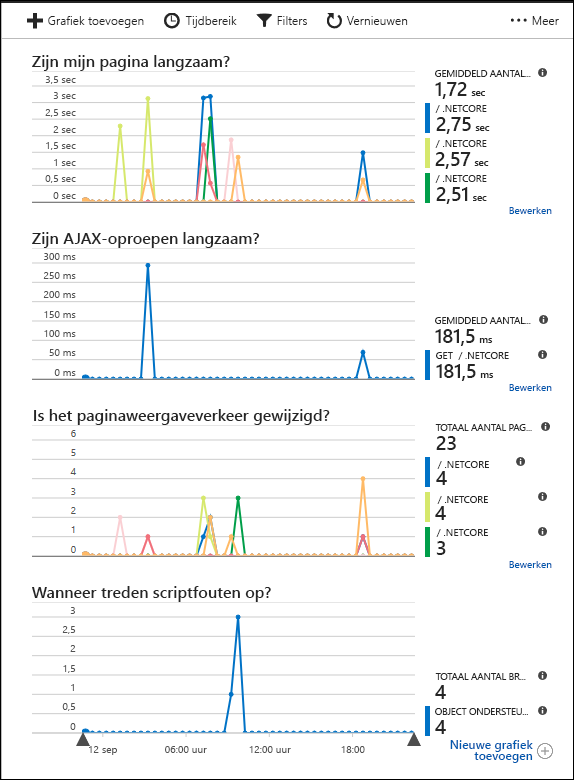 Grafiek toevoegen Tijdbereik Filters Vernieuwen Meer
Zijn mijn pagina langzaam?
3,5 sec
3 sec
2,5 sec
2 sec
1,5 sec
1 sec
0,5 sec
0 sec
GEMIDDELD AANTAL...
1,72 sec
/ .NETCORE
2,75 sec
/ .NETCORE
2,57 sec
/ .NETCORE
2,51 sec
Bewerken
Zijn AJAX-oproepen langzaam?
300 ms
250 ms
200 ms
150 ms
100 ms
50 ms
0 ms
GEMIDDELD AANTAL...
181,5 ms
GET / .NETCORE
181,5 ms
Bewerken
Is het paginaweergaveverkeer gewijzigd?
6
5
4
3
2
1
0
TOTAAL AANTAL PAG...
23
/ .NETCORE
4
/ .NETCORE
4
/ .NETCORE
3
Bewerken
Wanneer treden scriptfouten op?
3
2,5
2
1,5
1
0,5
0
12 sep 06:00 uur 12:00 uur 18:00
TOTAAL AANTAL BR...
4
OBJECT ONDERSTEU...
4
Nieuwe grafiek
toevoegen